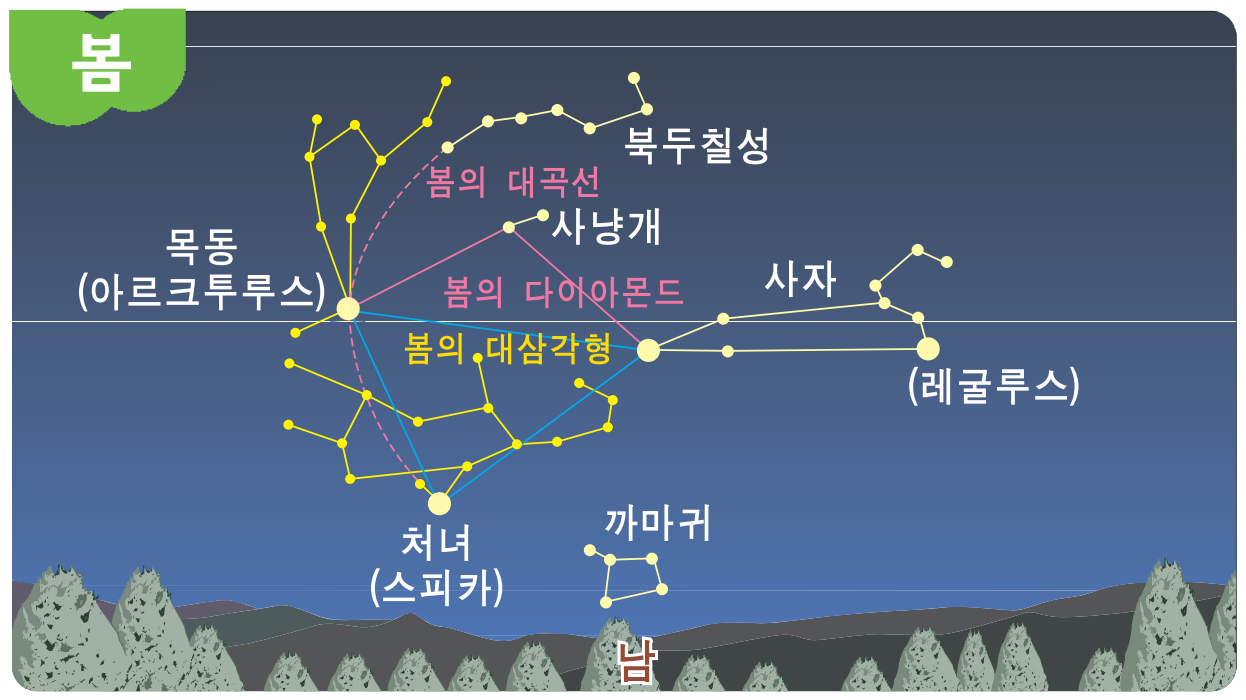 봄
북두칠성
봄의 대곡선
사냥개
목동
(아르크투루스)
사자
봄의 다이아몬드
봄의 대삼각형
(레굴루스)
까마귀
처녀
(스피카)
남